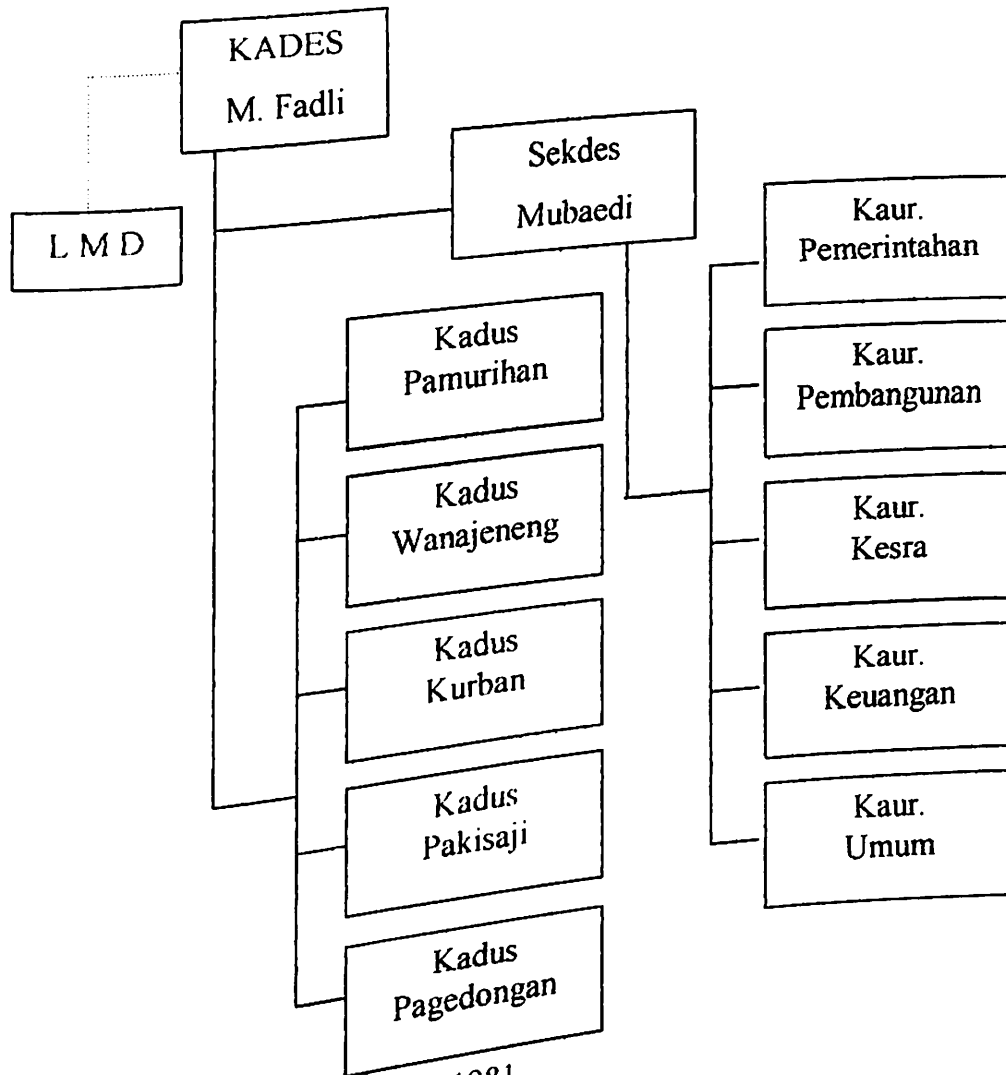 KADES
M. Fadli
L M D
Sekdes
Mubaedi
Kadus
Pamurihan
Kadus
Wanajeneng
Kadus
Kurban
Kadus
Pakisaji
Kadus
Pagedongan
Kaur.
Pemerintahan
Kaur.
Pembangunan
Kaur.
Kesra
Kaur.
Keuangan
Kaur.
Umum